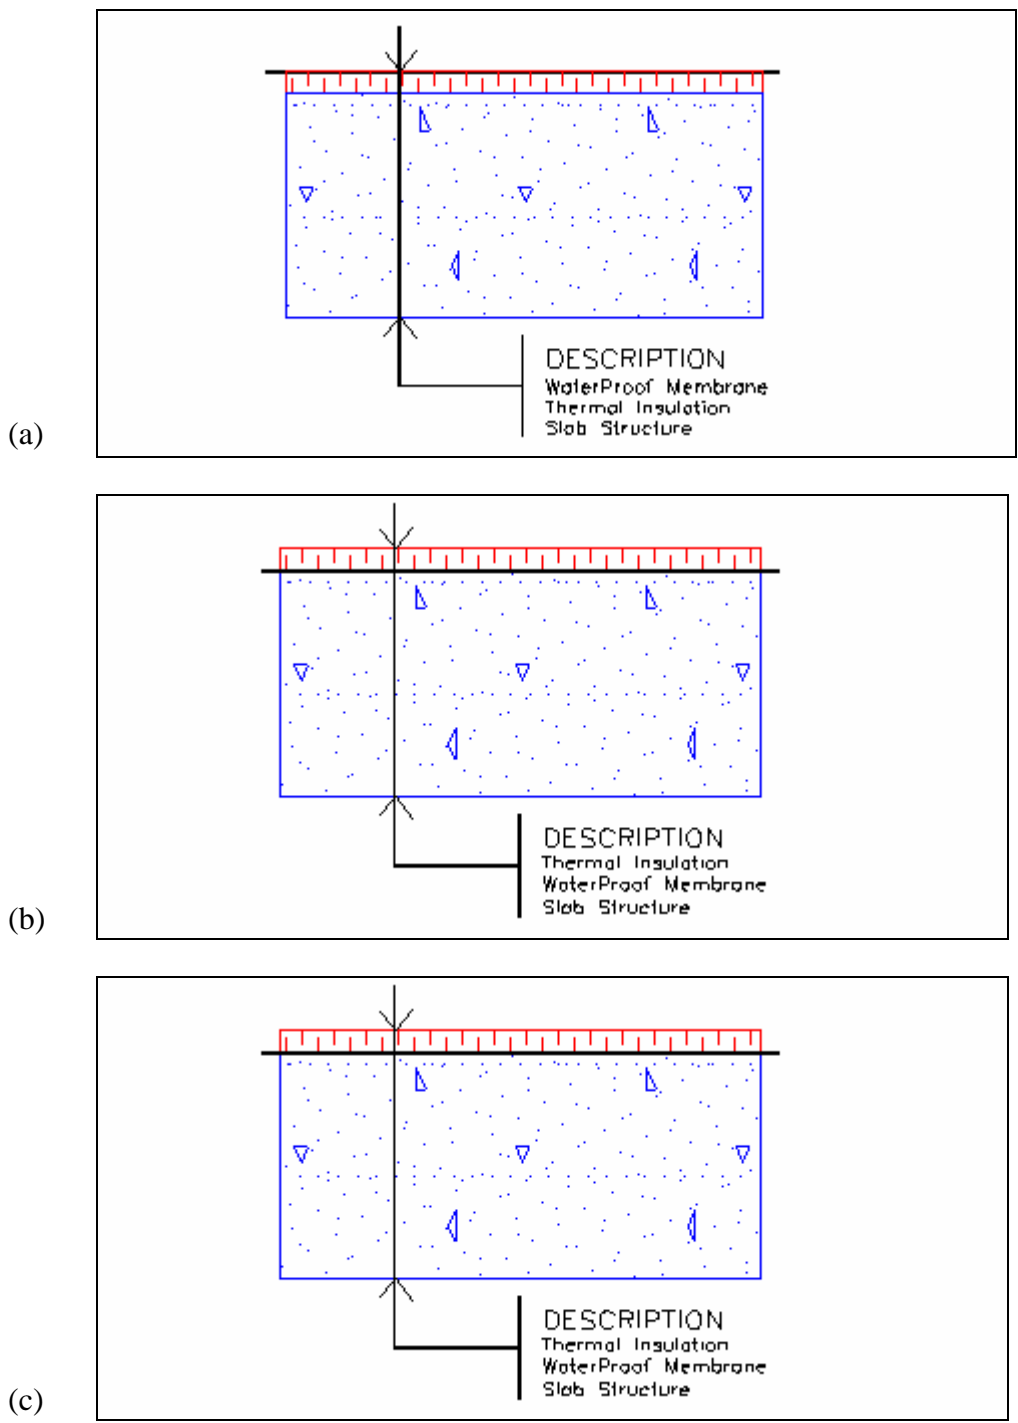 DESCRIPTION
WaterProof Membrane
Thermal Insulation
Slab Structure
(a)
DESCRIPTION
Thermal Insulation
WaterProof Membrane
Slab Structure
(b)
DESCRIPTION
Thermal Insulation
WaterProof Membrane
Slab Structure
(c)